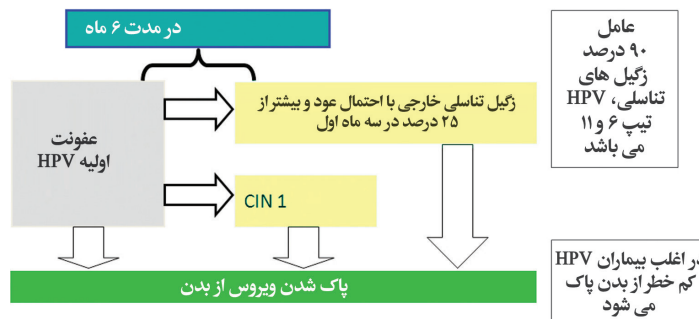 در مدت ۶ ماه
عامل
۹۰ درصد
زگیل های
تناسلی، HPV
تیپ ۶ و ۱۱
می باشد
زگیل تناسلی خارجی با احتمال عود و بیشتر از
۲۵ درصد در سه ماه اول
عفونت
اولیه HPV
CIN 1
در اغلب بیماران HPV
کم خطر از بدن پاک
می شود
پاک شدن ویروس از بدن